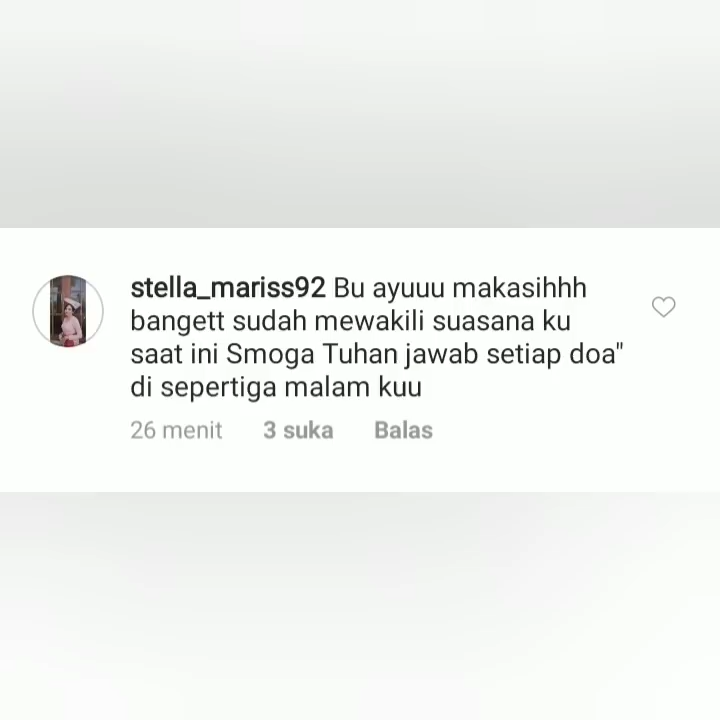 stella_mariss92 Bu ayuuu makasihhh
bangett sudah mewakili suasana ku
saat ini Smoga Tuhan jawab setiap doa"
di sepertiga malam kuu
26 menit 3 suka Balas